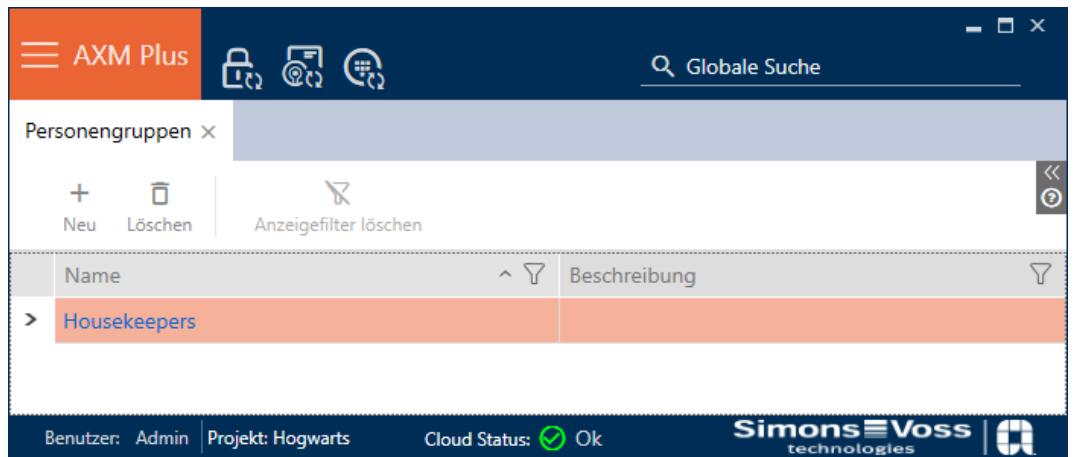 AXM Plus
Globale Suche
Personengruppen
Neu Löschen Anzeigefilter löschen
Name Beschreibung
Housekeepers
Benutzer: Admin Projekt: Hogwarts Cloud Status: Ok SimonsVoss
technologies